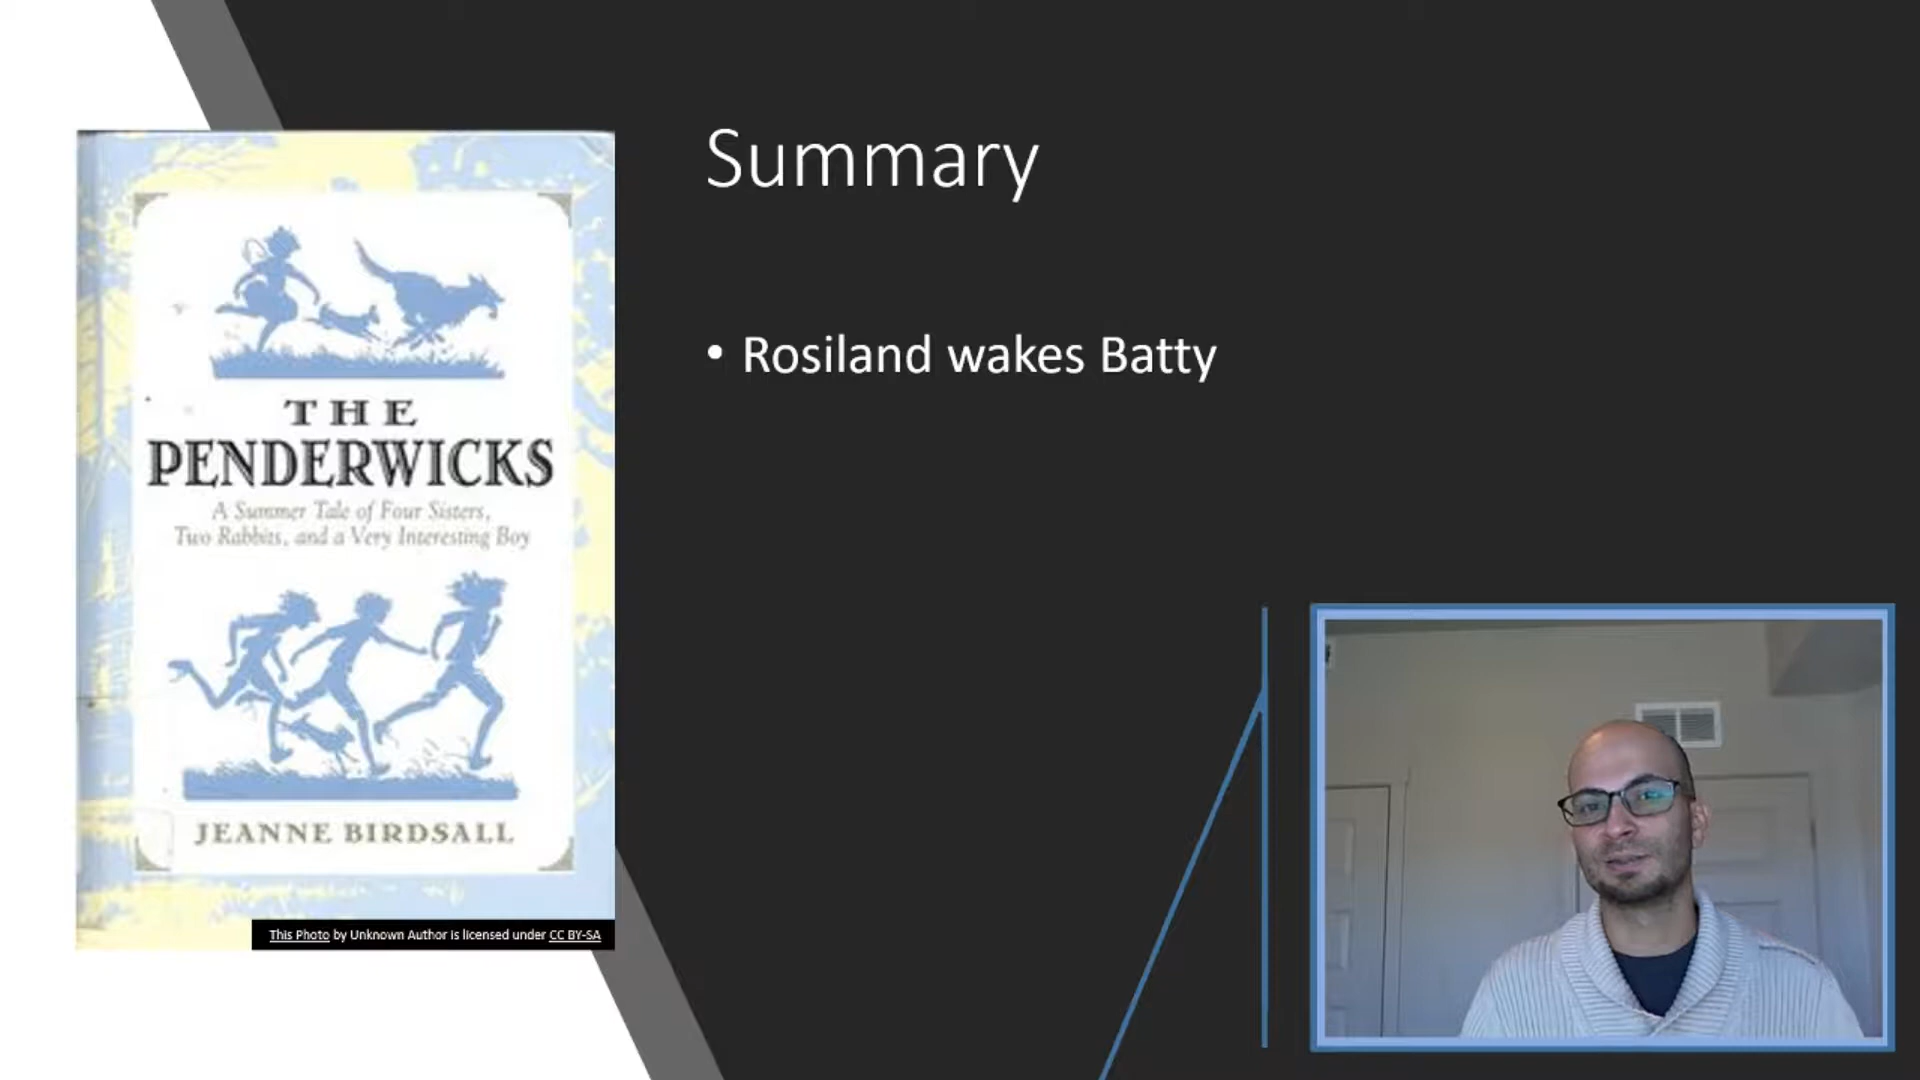 Summary
• Rosiland wakes Batty
THE
PENDERWICKS
A Summer Tale of Four Sisters,
Two Rabbits, and a Very Interesting Boy
JEANNE BIRDSALL
This Photo by Unknown Author is licensed under CC BY-SA